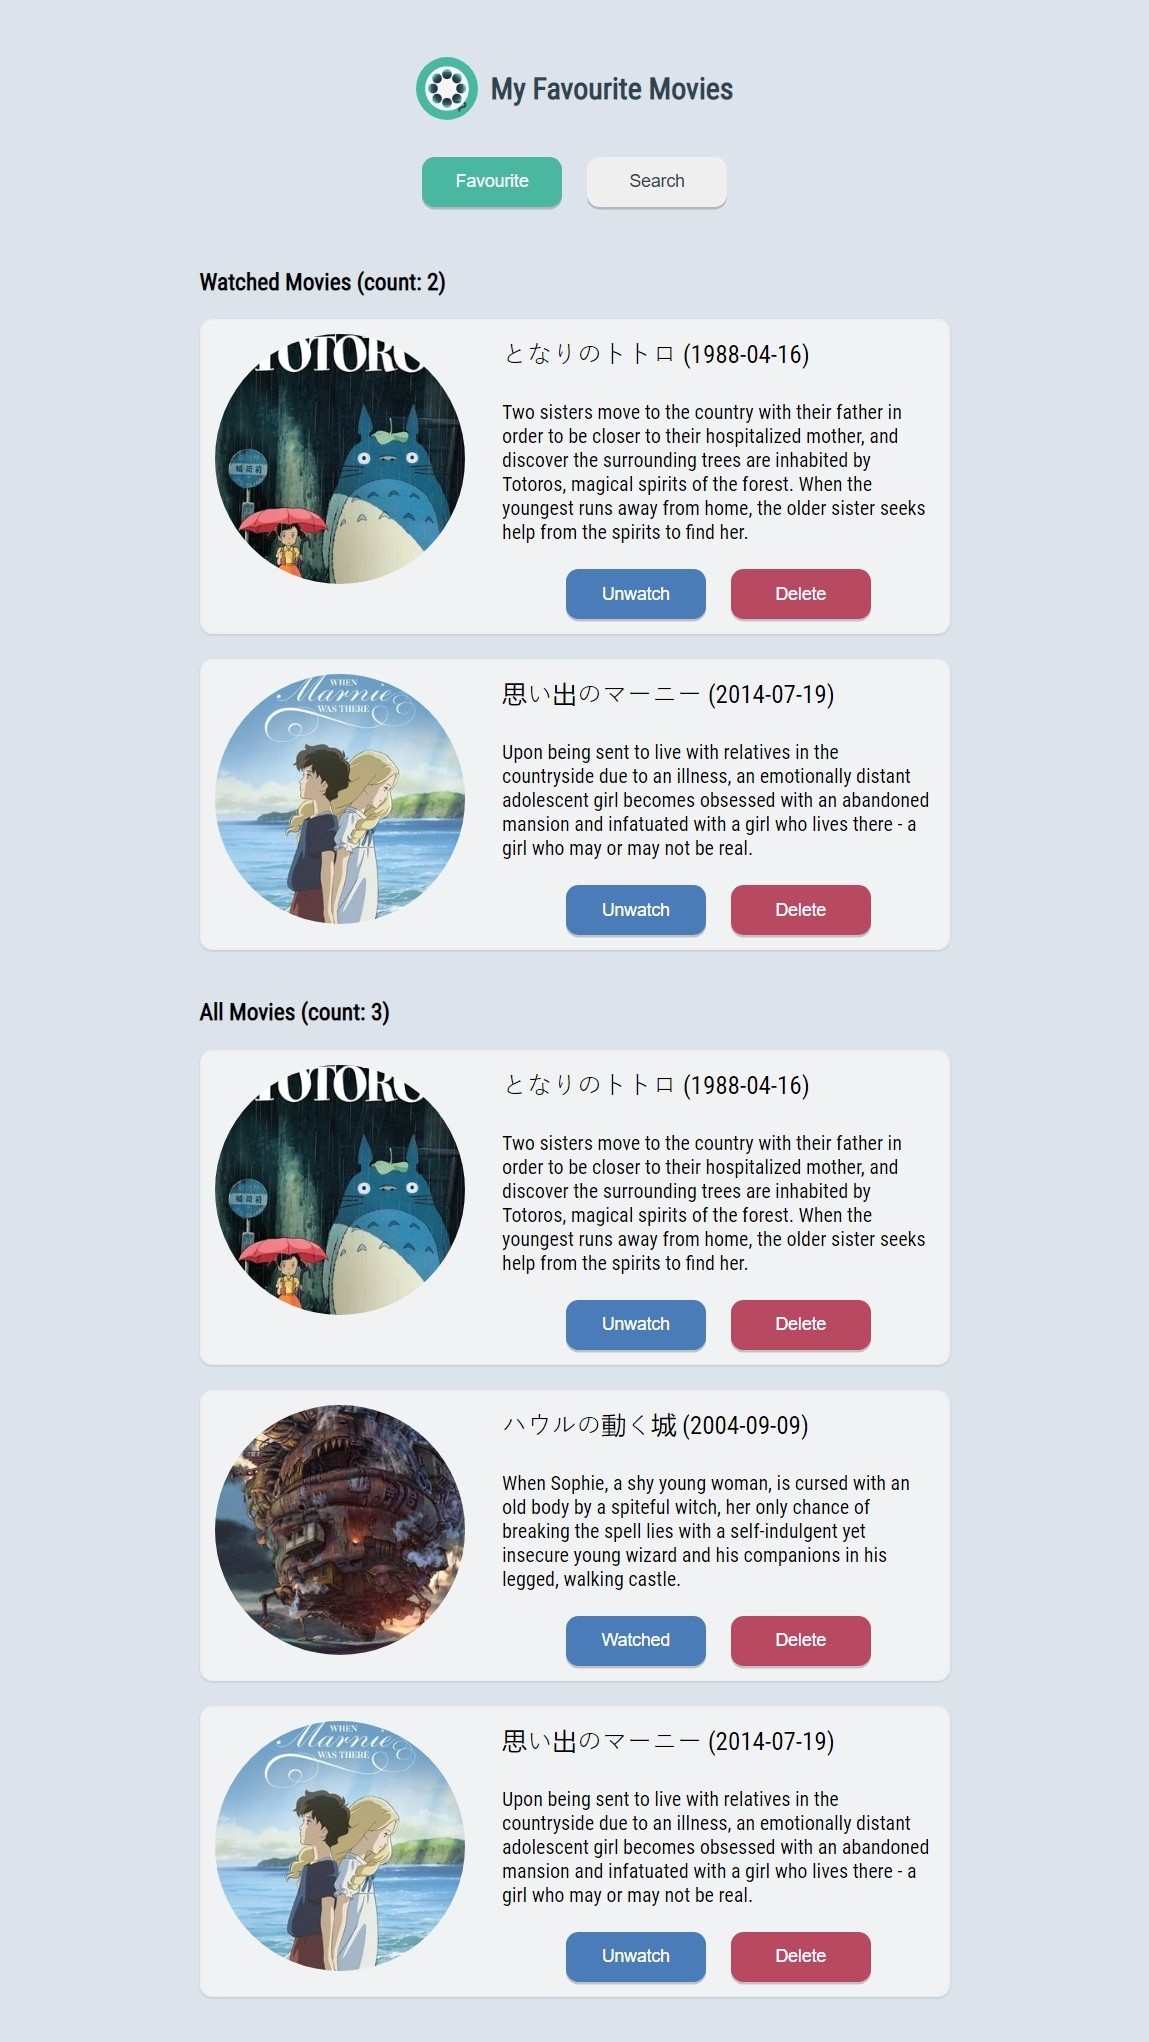 My Favourite Movies
Favourite
Search
Watched Movies (count: 2)
TOTORO
となりのトトロ (1988-04-16)
Two sisters move to the country with their father in
order to be closer to their hospitalized mother, and
discover the surrounding trees are inhabited by
Totoros, magical spirits of the forest. When the
youngest runs away from home, the older sister seeks
help from the spirits to find her.
Unwatch
Delete
WHEN
Marnie
WAS THERE
思い出のマーニー (2014-07-19)
Upon being sent to live with relatives in the
countryside due to an illness, an emotionally distant
adolescent girl becomes obsessed with an abandoned
mansion and infatuated with a girl who lives there - a
girl who may or may not be real.
Unwatch
Delete
All Movies (count: 3)
TOTORO
となりのトトロ (1988-04-16)
Two sisters move to the country with their father in
order to be closer to their hospitalized mother, and
discover the surrounding trees are inhabited by
Totoros, magical spirits of the forest. When the
youngest runs away from home, the older sister seeks
help from the spirits to find her.
Unwatch
Delete
ハウルの動く城 (2004-09-09)
When Sophie, a shy young woman, is cursed with an
old body by a spiteful witch, her only chance of
breaking the spell lies with a self-indulgent yet
insecure young wizard and his companions in his
legged, walking castle.
Watched
Delete
WHEN
Marnie
WAS THERE
思い出のマーニー (2014-07-19)
Upon being sent to live with relatives in the
countryside due to an illness, an emotionally distant
adolescent girl becomes obsessed with an abandoned
mansion and infatuated with a girl who lives there - a
girl who may or may not be real.
Unwatch
Delete